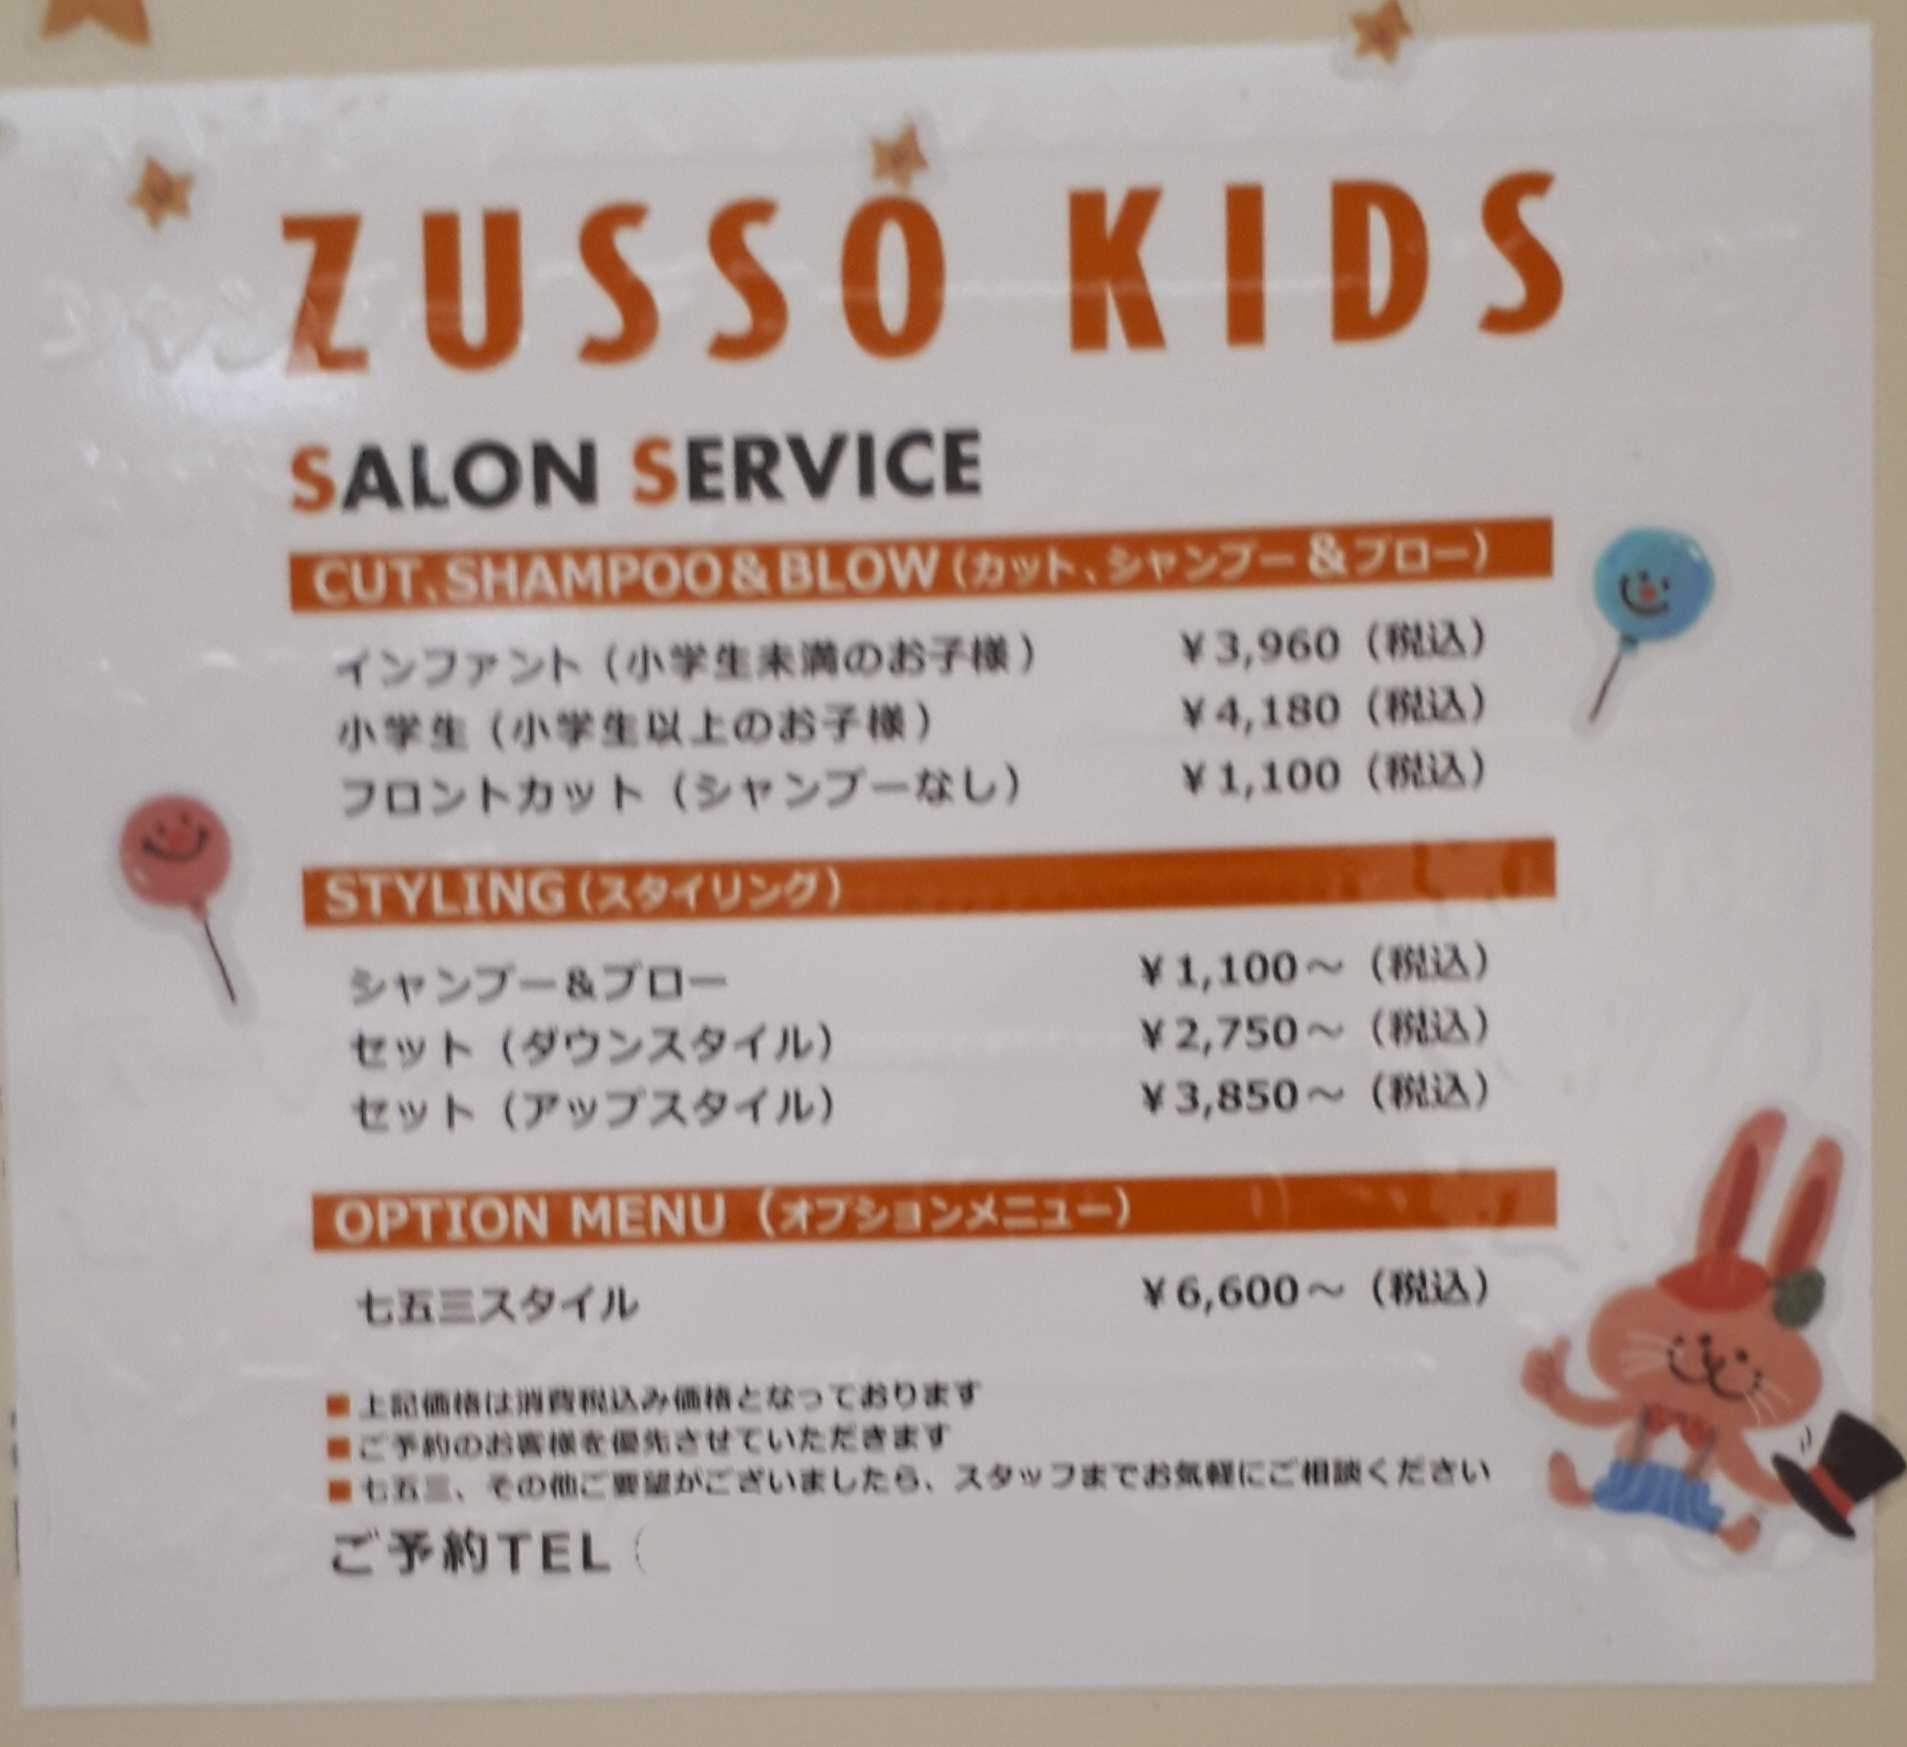 ZUSSO KIDS
SALON SERVICE
CUT、SHAMPOO&BLOW(カット、シャンプー&ブロー)
インファント(小学生未満のお子様) ¥3,960(税込)
小学生(小学生以上のお子様) ¥4,180(税込)
フロントカット(シャンプーなし) ¥1,100(税込)
STYLING(スタイリング)
シャンプー&ブロー ¥1,100～(税込)
セット(ダウンスタイル) ¥2,750～(税込)
セット(アップスタイル) ¥3,850～(税込)
OPTION MENU(オプションメニュー)
七五三スタイル ¥6,600～(税込)
■上記価格は消費税込み価格となっております
■ご予約のお客様を優先させていただきます
■七五三、その他ご要望がございましたら、スタッフまでお気軽にご相談ください
ご予約TEL (